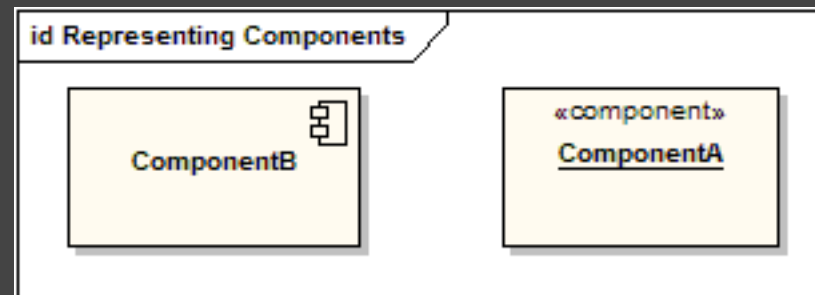 id Representing Components
ComponentB
«component»
ComponentA